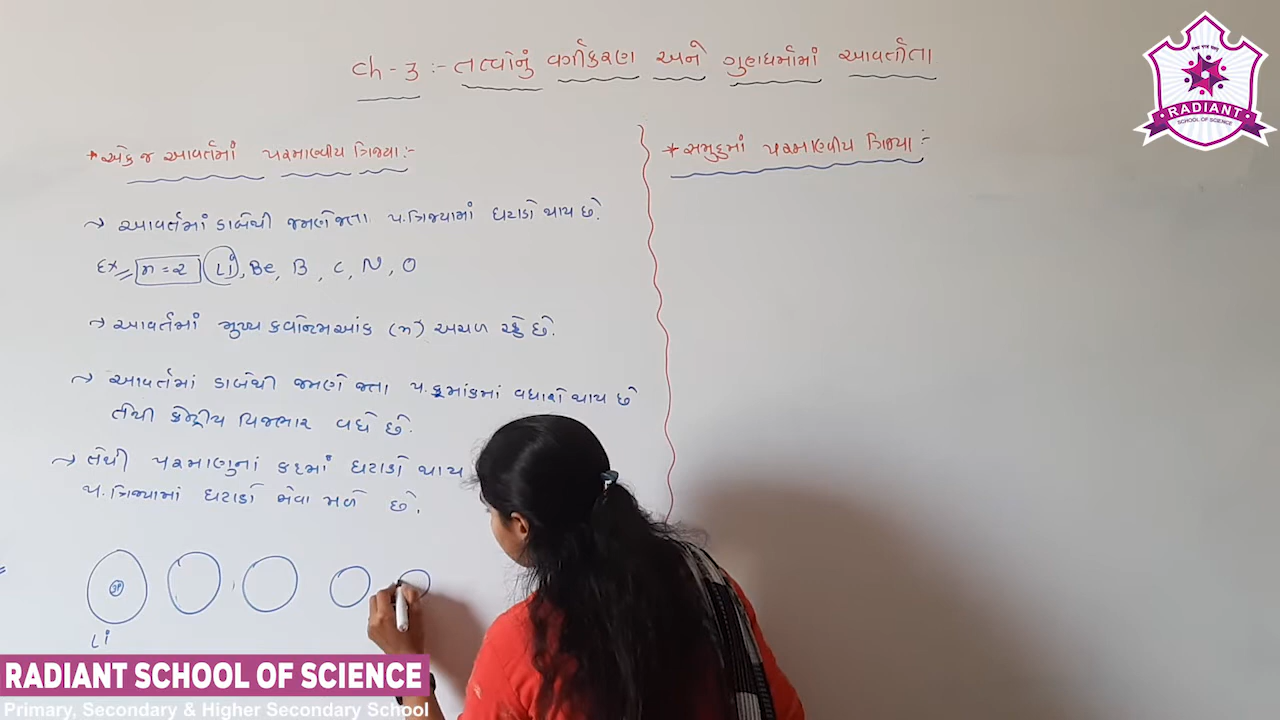 ch-3 :- તત્વોનું વર્ગીકરણ અને ગુણધર્મોમાં આવર્તીતા
* એક જ આવર્તમાં પરમાણ્વીય ત્રિજ્યા:-
→ આવર્તમાં ડાબેથી જમણે જતા પ.ત્રિજ્યામાં ઘટાડો થાય છે.
Ex= n=2 Li, Be, B, C, N, O
→ આવર્તમાં મુખ્ય કવોન્ટમઆંક (n) અચળ રહે છે.
→ આવર્તમાં ડાબેથી જમણે જતા પ.ક્રમાંકમાં વધારો થાય છે
તેથી કેન્દ્રીય વિજભાર વધે છે.
→ તેથી પરમાણુનાં કદમાં ઘટાડો થાય
પ.ત્રિજ્યામાં ઘટાડો જોવા મળે છે.
3P
Li
* સમુહમાં પરમાણ્વીય ત્રિજ્યા:-
RADIANT
SCHOOL OF SCIENCE
RADIANT SCHOOL OF SCIENCE
Primary, Secondary & Higher Secondary School